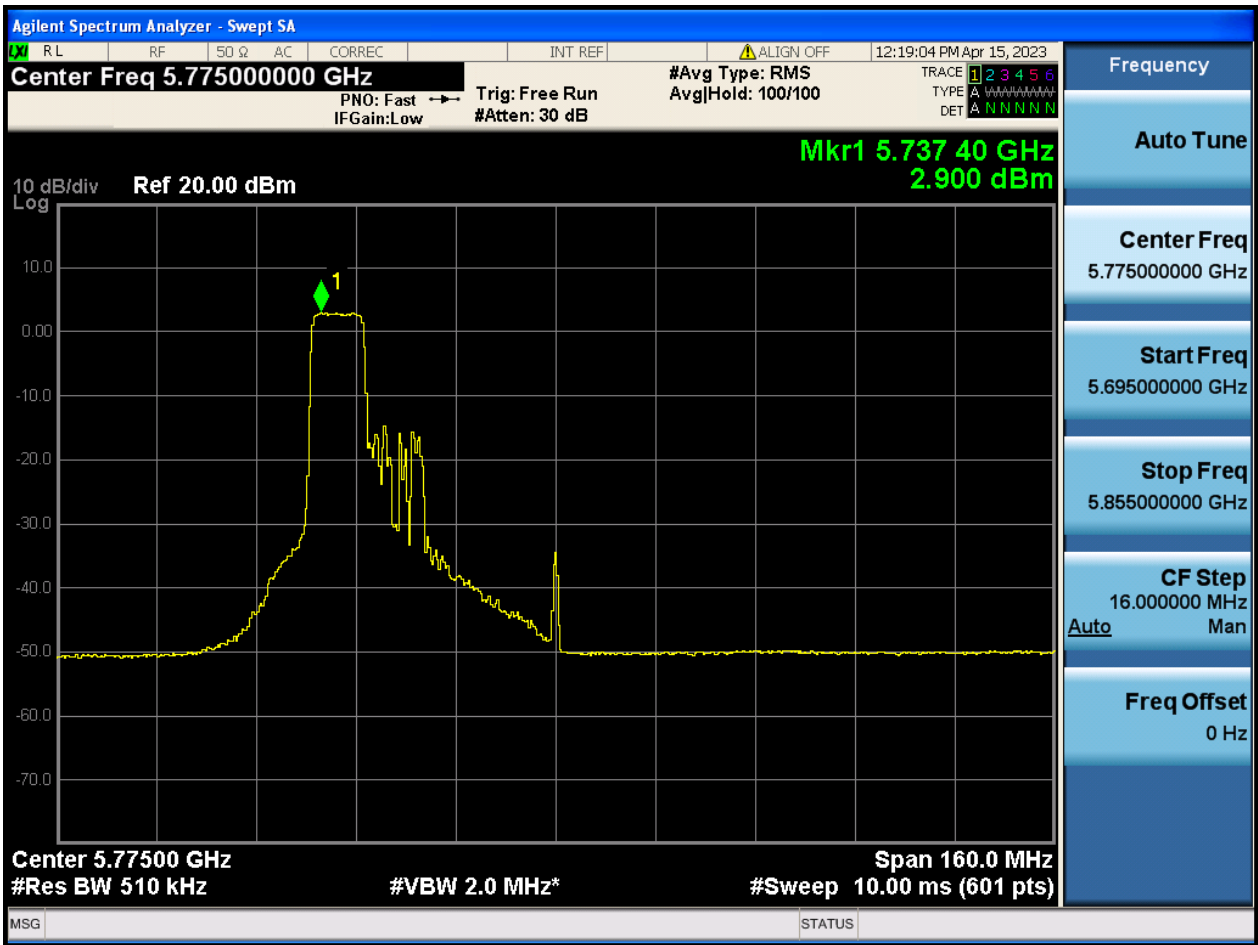 Agilent Spectrum Analyzer - Swept SA
LXI RL RF 50 Ω AC CORREC INT REF ALIGN OFF 12:19:04 PM Apr 15, 2023
Center Freq 5.775000000 GHz
PNO: Fast
IFGain:Low
Trig: Free Run
#Atten: 30 dB
#Avg Type: RMS
Avg|Hold: 100/100
TRACE 1 2 3 4 5 6
TYPE A WWWWW
DET A N N N N N
Mkr1 5.737 40 GHz
2.900 dBm
10 dB/div Ref 20.00 dBm
Log
10.0
0.00
-10.0
-20.0
-30.0
-40.0
-50.0
-60.0
-70.0
1
Center 5.77500 GHz Span 160.0 MHz
#Res BW 510 kHz #VBW 2.0 MHz* #Sweep 10.00 ms (601 pts)
MSG STATUS
Frequency
Auto Tune
Center Freq
5.775000000 GHz
Start Freq
5.695000000 GHz
Stop Freq
5.855000000 GHz
CF Step
16.000000 MHz
Auto Man
Freq Offset
0 Hz